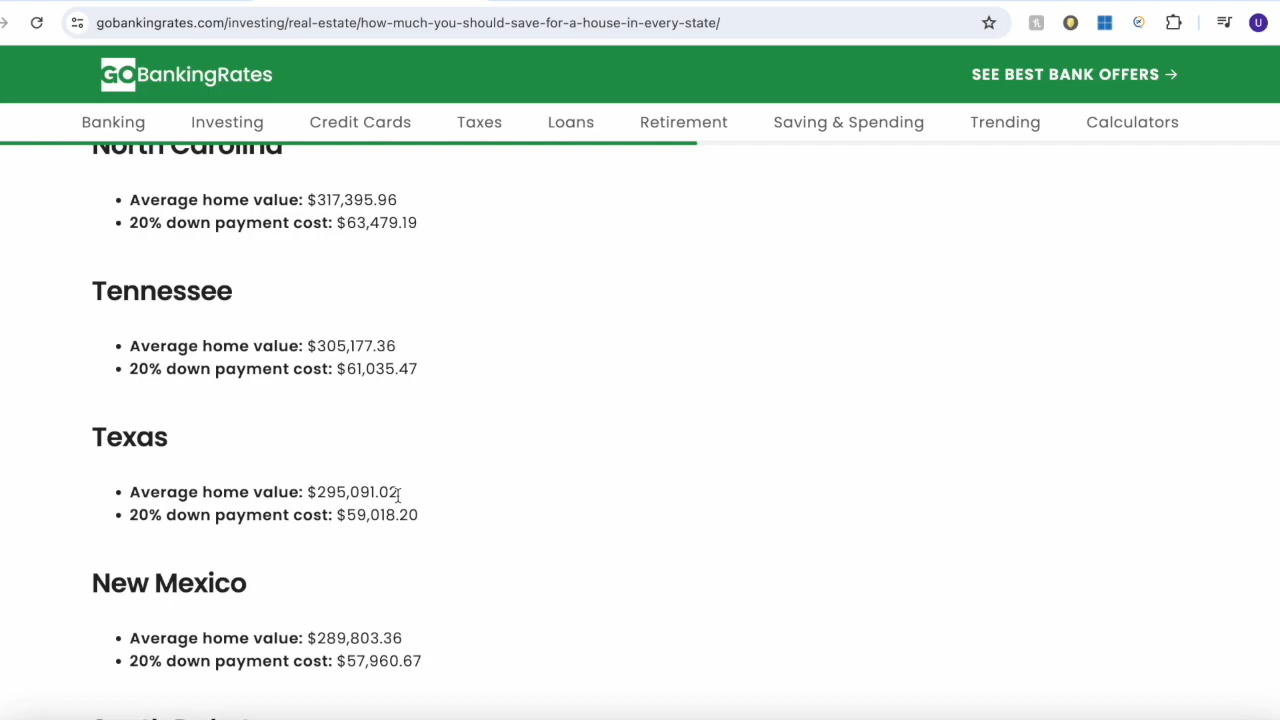 gobankingrates.com/investing/real-estate/how-much-you-should-save-for-a-house-in-every-state/
U
GOBankingRates
SEE BEST BANK OFFERS →
Banking Investing Credit Cards Taxes Loans Retirement Saving & Spending Trending Calculators
North Carolina
• Average home value: $317,395.96
• 20% down payment cost: $63,479.19
Tennessee
• Average home value: $305,177.36
• 20% down payment cost: $61,035.47
Texas
• Average home value: $295,091.02
• 20% down payment cost: $59,018.20
New Mexico
• Average home value: $289,803.36
• 20% down payment cost: $57,960.67